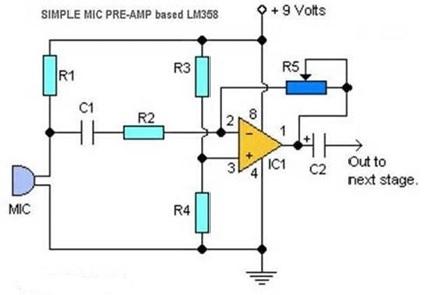 SIMPLE MIC PRE-AMP based LM358
+ 9 Volts
R1
R3
R5
C1
R2
2
8
1
-
+
3
4
IC1
+
C2
Out to
next stage.
MIC
R4